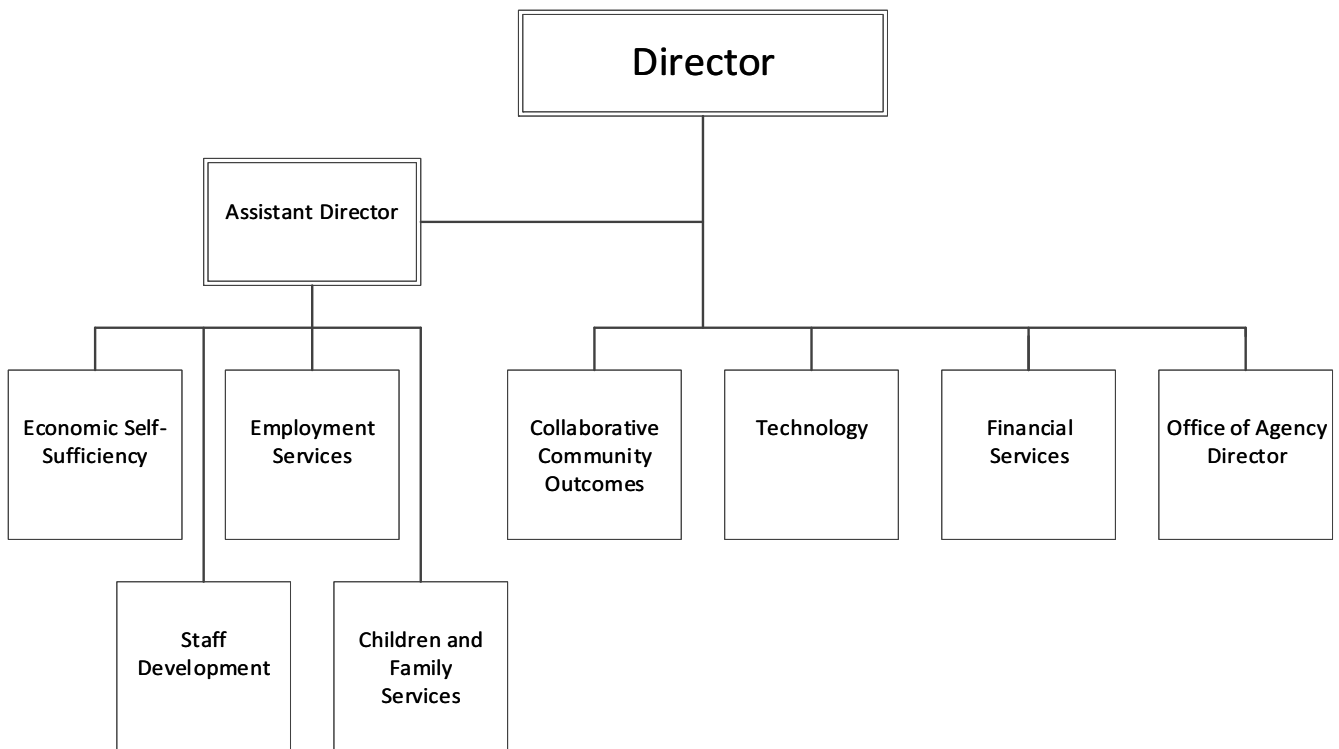 Director
Assistant Director
Economic Self-
Sufficiency
Employment
Services
Collaborative
Community
Outcomes
Technology
Financial
Services
Office of Agency
Director
Staff
Development
Children and
Family
Services